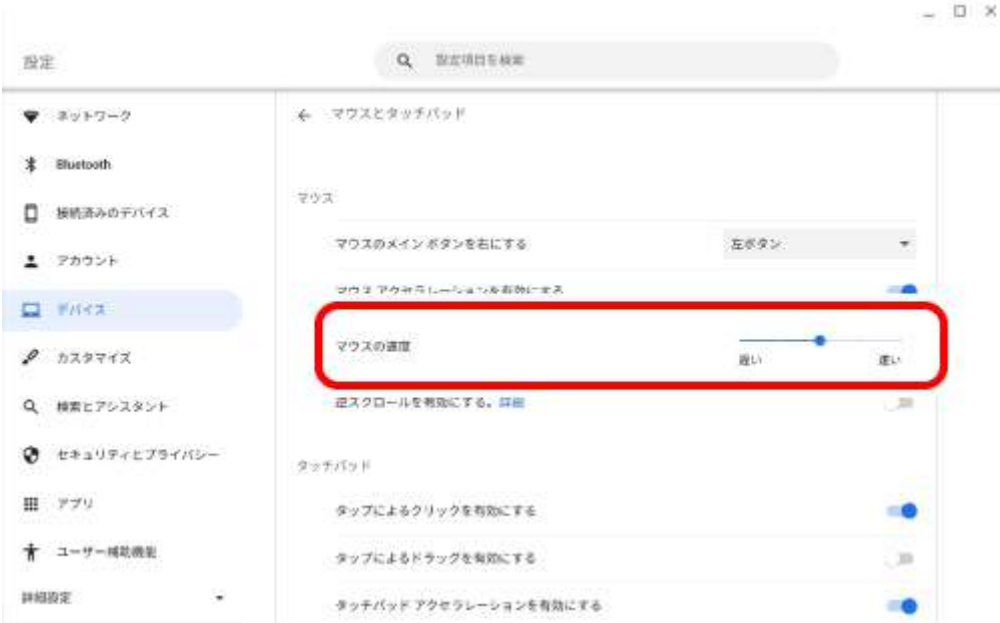 設定
設定項目を検索
ネットワーク
Bluetooth
接続済みのデバイス
アカウント
デバイス
カスタマイズ
検索とアシスタント
セキュリティとプライバシー
アプリ
ユーザー補助機能
詳細設定
マウスとタッチパッド
マウス
マウスのメイン ボタンを右にする 左ボタン
マウス アクセラレーションを有効にする
マウスの速度
遅い 速い
逆スクロールを有効にする。詳細
タッチパッド
タップによるクリックを有効にする
タップによるドラッグを有効にする
タッチパッド アクセラレーションを有効にする